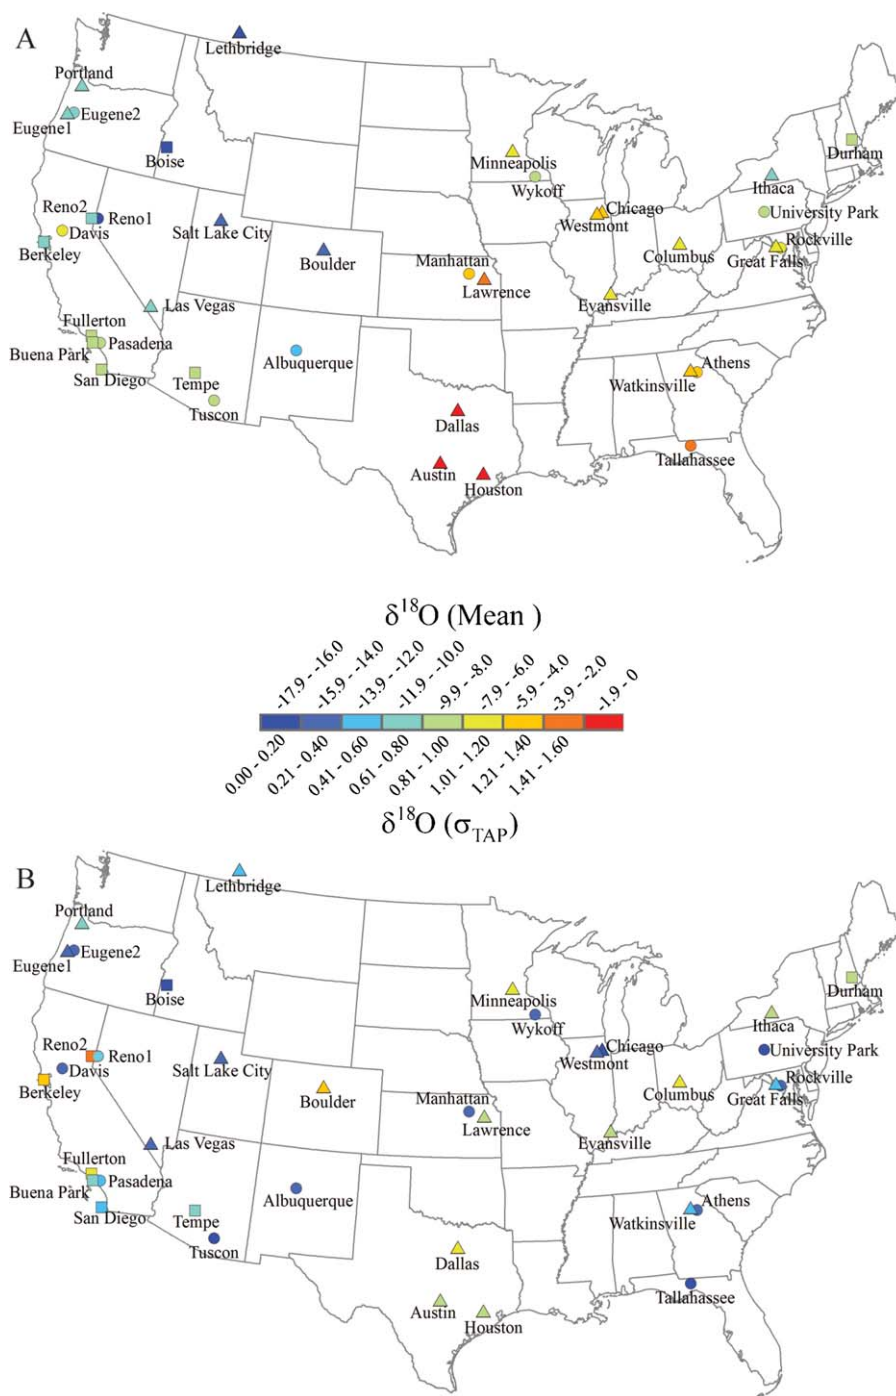 A
Lethbridge
Portland
Eugene1
Eugene2
Boise
Minneapolis
Wykoff
Durham
Ithaca
University Park
Reno2
Reno1
Davis
Berkeley
Salt Lake City
Boulder
Chicago
Westmont
Manhattan
Lawrence
Columbus
Rockville
Great Falls
Evansville
Las Vegas
Fullerton
Buena Park
Pasadena
San Diego
Tempe
Tuscon
Albuquerque
Watkinsville
Athens
Dallas
Austin
Houston
Tallahassee
δ¹⁸O (Mean )
-17.9 - -16.0
-15.9 - -14.0
-13.9 - -12.0
-11.9 - -10.0
-9.9 - -8.0
-7.9 - -6.0
-5.9 - -4.0
-3.9 - -2.0
-1.9 - 0
0.00 - 0.20
0.21 - 0.40
0.41 - 0.60
0.61 - 0.80
0.81 - 1.00
1.01 - 1.20
1.21 - 1.40
1.41 - 1.60
δ¹⁸O (σTAP)
B
Lethbridge
Portland
Eugene1
Eugene2
Boise
Minneapolis
Wykoff
Durham
Ithaca
University Park
Reno2
Reno1
Davis
Berkeley
Salt Lake City
Boulder
Chicago
Westmont
Manhattan
Lawrence
Columbus
Rockville
Great Falls
Evansville
Las Vegas
Fullerton
Buena Park
Pasadena
San Diego
Tempe
Tuscon
Albuquerque
Watkinsville
Athens
Dallas
Austin
Houston
Tallahassee